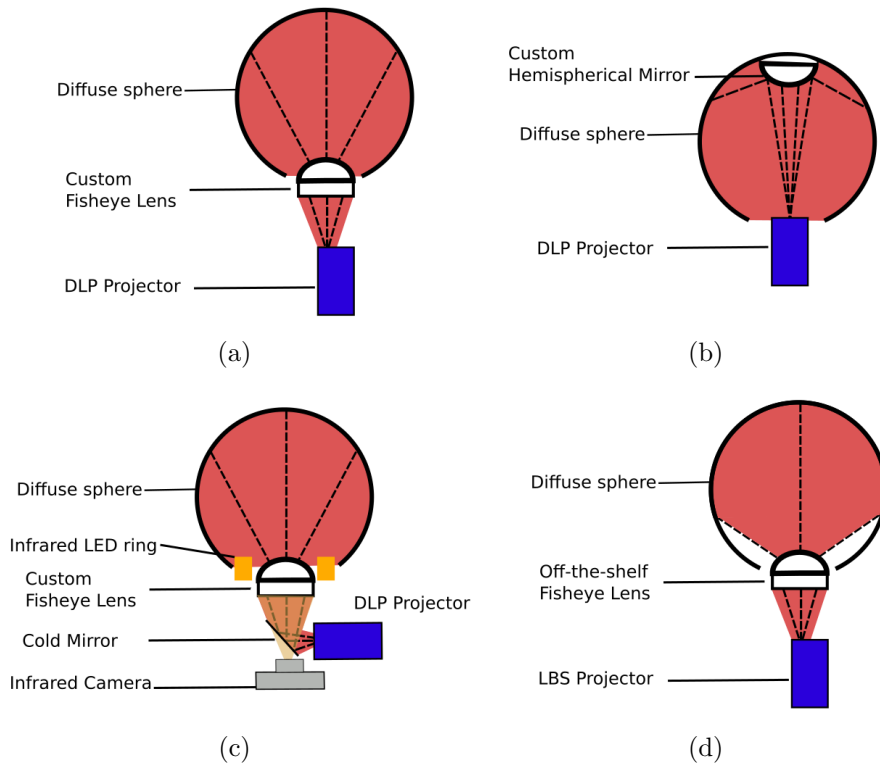 Diffuse sphere
Custom
Fisheye Lens
DLP Projector
(a)
Custom
Hemispherical Mirror
Diffuse sphere
DLP Projector
(b)
Diffuse sphere
Infrared LED ring
Custom
Fisheye Lens
DLP Projector
Cold Mirror
Infrared Camera
(c)
Diffuse sphere
Off-the-shelf
Fisheye Lens
LBS Projector
(d)